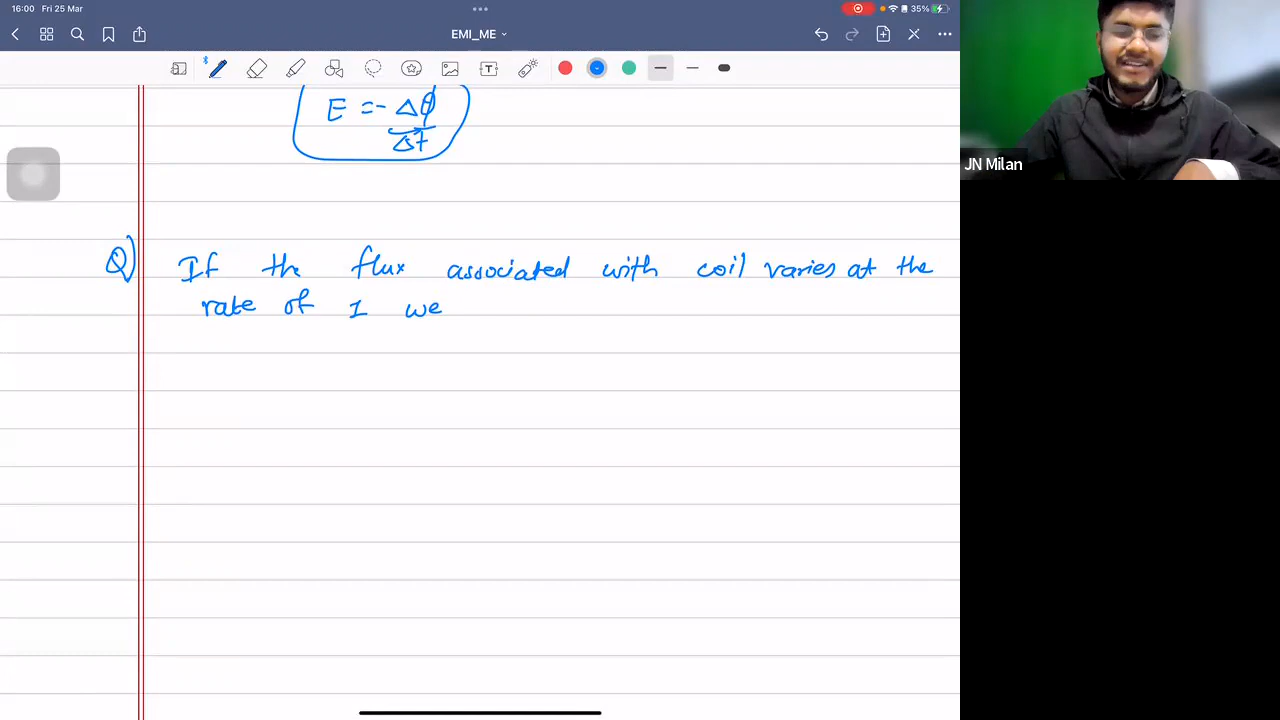 16:00 Fri 25 Mar
35%
EMI_ME
T
E = - Δϕ
Δt
JN Milan
Q) If the flux associated with coil varies at the
rate of 1 we